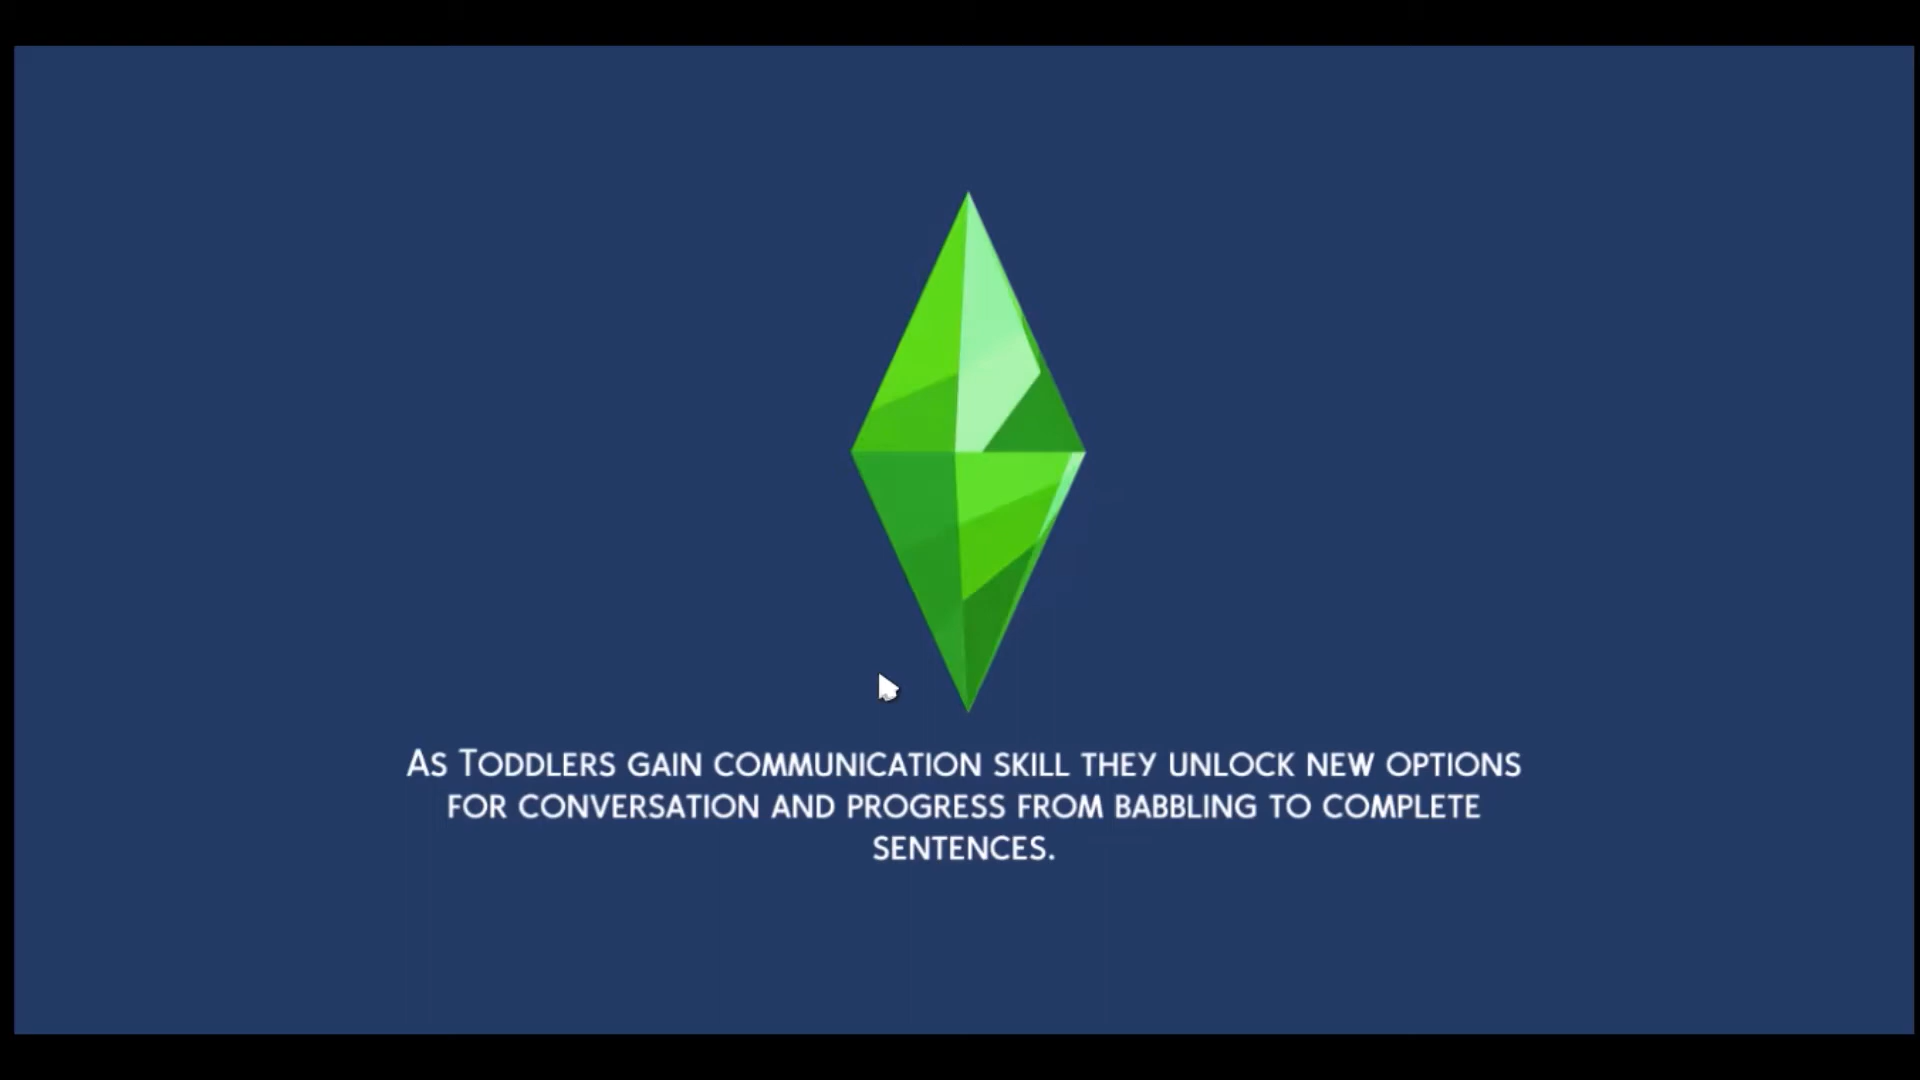 As Toddlers gain communication skill they unlock new options
for conversation and progress from babbling to complete
sentences.